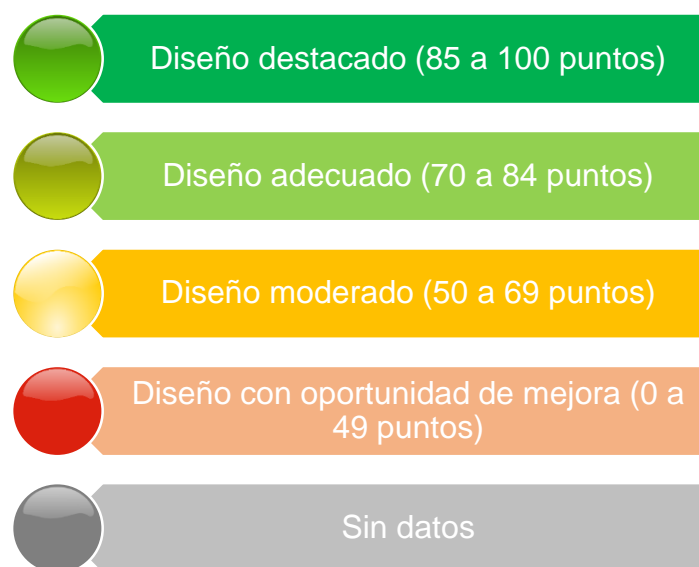 Diseño destacado (85 a 100 puntos)
Diseño adecuado (70 a 84 puntos)
Diseño moderado (50 a 69 puntos)
Diseño con oportunidad de mejora (0 a
49 puntos)
Sin datos